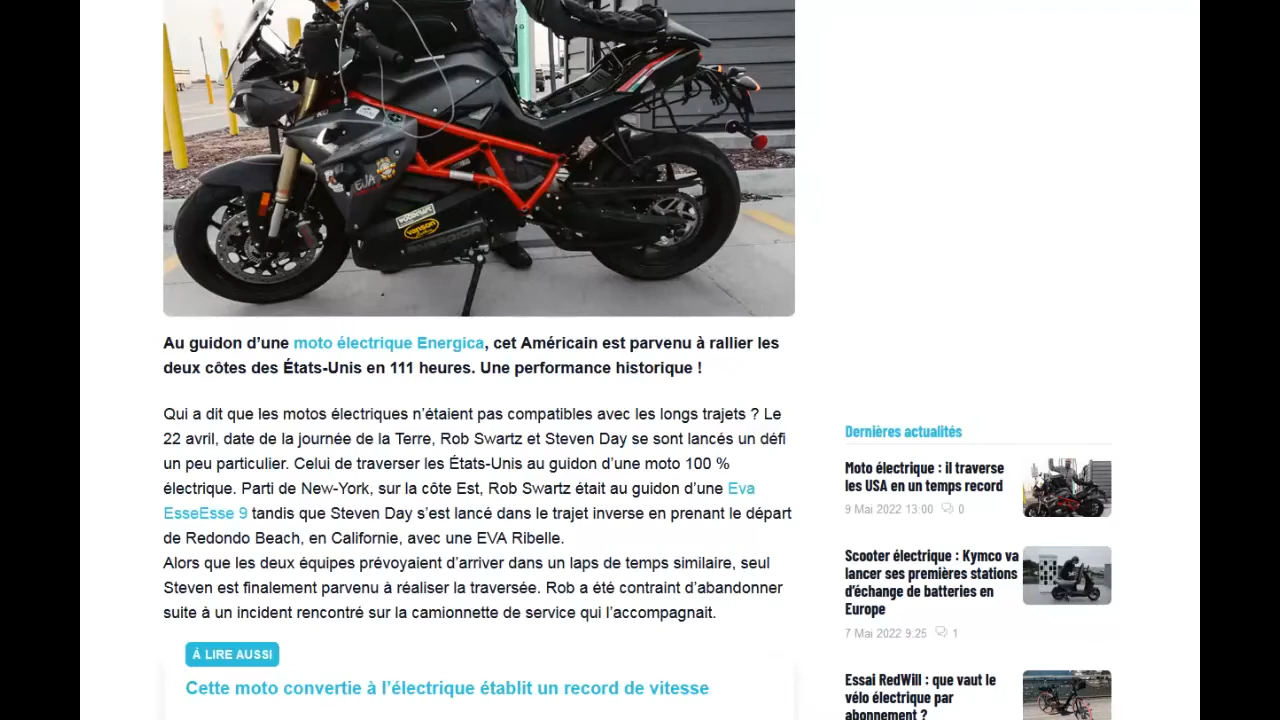 EVA
WOODCRAFT
vanson
Au guidon d’une moto électrique Energica, cet Américain est parvenu à rallier les
deux côtes des États-Unis en 111 heures. Une performance historique !
Qui a dit que les motos électriques n’étaient pas compatibles avec les longs trajets ? Le
22 avril, date de la journée de la Terre, Rob Swartz et Steven Day se sont lancés un défi
un peu particulier. Celui de traverser les États-Unis au guidon d’une moto 100 %
électrique. Parti de New-York, sur la côte Est, Rob Swartz était au guidon d’une Eva
EsseEsse 9 tandis que Steven Day s’est lancé dans le trajet inverse en prenant le départ
de Redondo Beach, en Californie, avec une EVA Ribelle.
Alors que les deux équipes prévoyaient d’arriver dans un laps de temps similaire, seul
Steven est finalement parvenu à réaliser la traversée. Rob a été contraint d’abandonner
suite à un incident rencontré sur la camionnette de service qui l’accompagnait.
À LIRE AUSSI
Cette moto convertie à l’électrique établit un record de vitesse
Dernières actualités
Moto électrique : il traverse
les USA en un temps record
9 Mai 2022 13:00 0
Scooter électrique : Kymco va
lancer ses premières stations
d’échange de batteries en
Europe
7 Mai 2022 9:25 1
Essai RedWill : que vaut le
vélo électrique par
abonnement ?